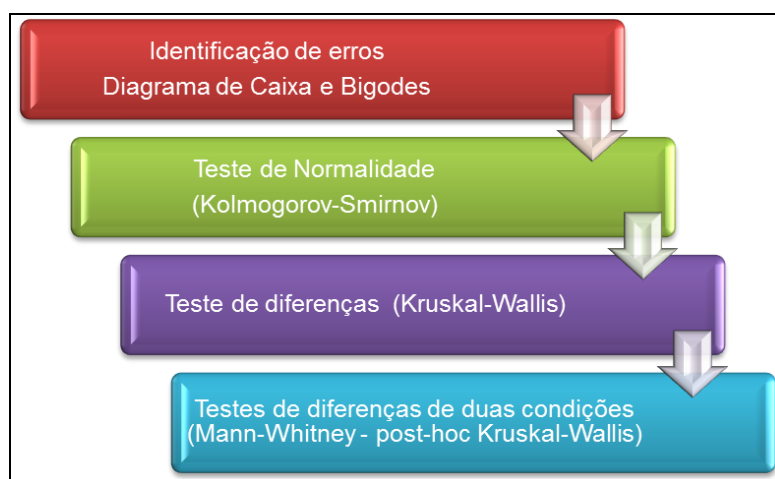 Identificação de erros
Diagrama de Caixa e Bigodes
Teste de Normalidade
(Kolmogorov-Smirnov)
Teste de diferenças (Kruskal-Wallis)
Testes de diferenças de duas condições
(Mann-Whitney - post-hoc Kruskal-Wallis)